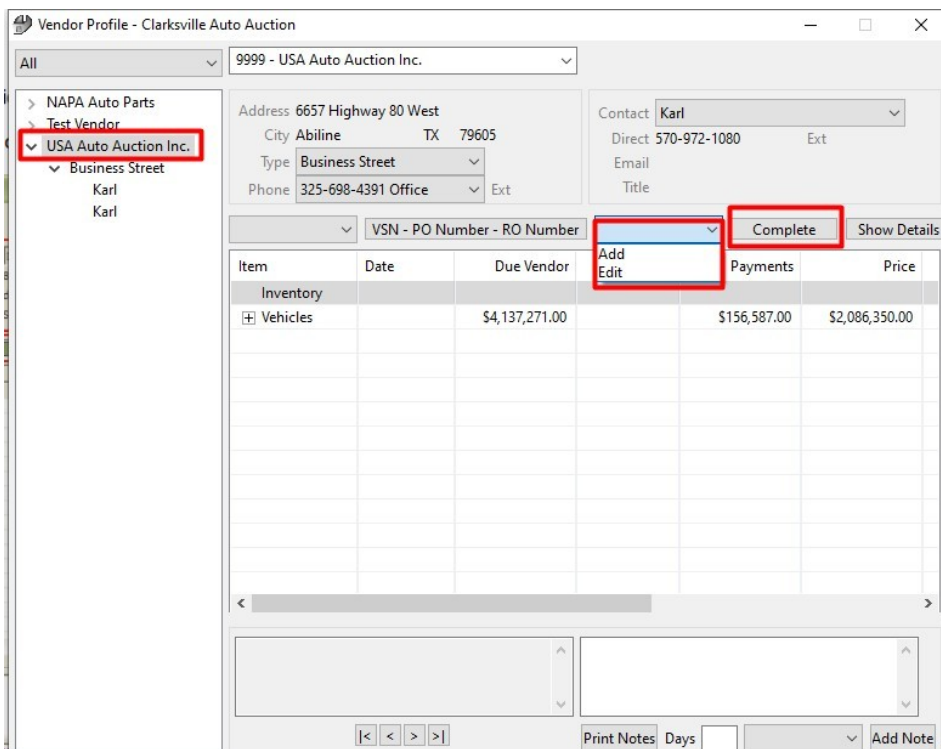 Vendor Profile - Clarksville Auto Auction
All
9999 - USA Auto Auction Inc.
NAPA Auto Parts
Test Vendor
USA Auto Auction Inc.
Business Street
Karl
Karl
Address 6657 Highway 80 West
City Abiline TX 79605
Type Business Street
Phone 325-698-4391 Office Ext
Contact Karl
Direct 570-972-1080 Ext
Email
Title
VSN - PO Number - RO Number Complete Show Details
Add
Edit
Item Date Due Vendor Payments Price
Inventory
Vehicles $4,137,271.00 $156,587.00 $2,086,350.00
|< < > >| Print Notes Days Add Note